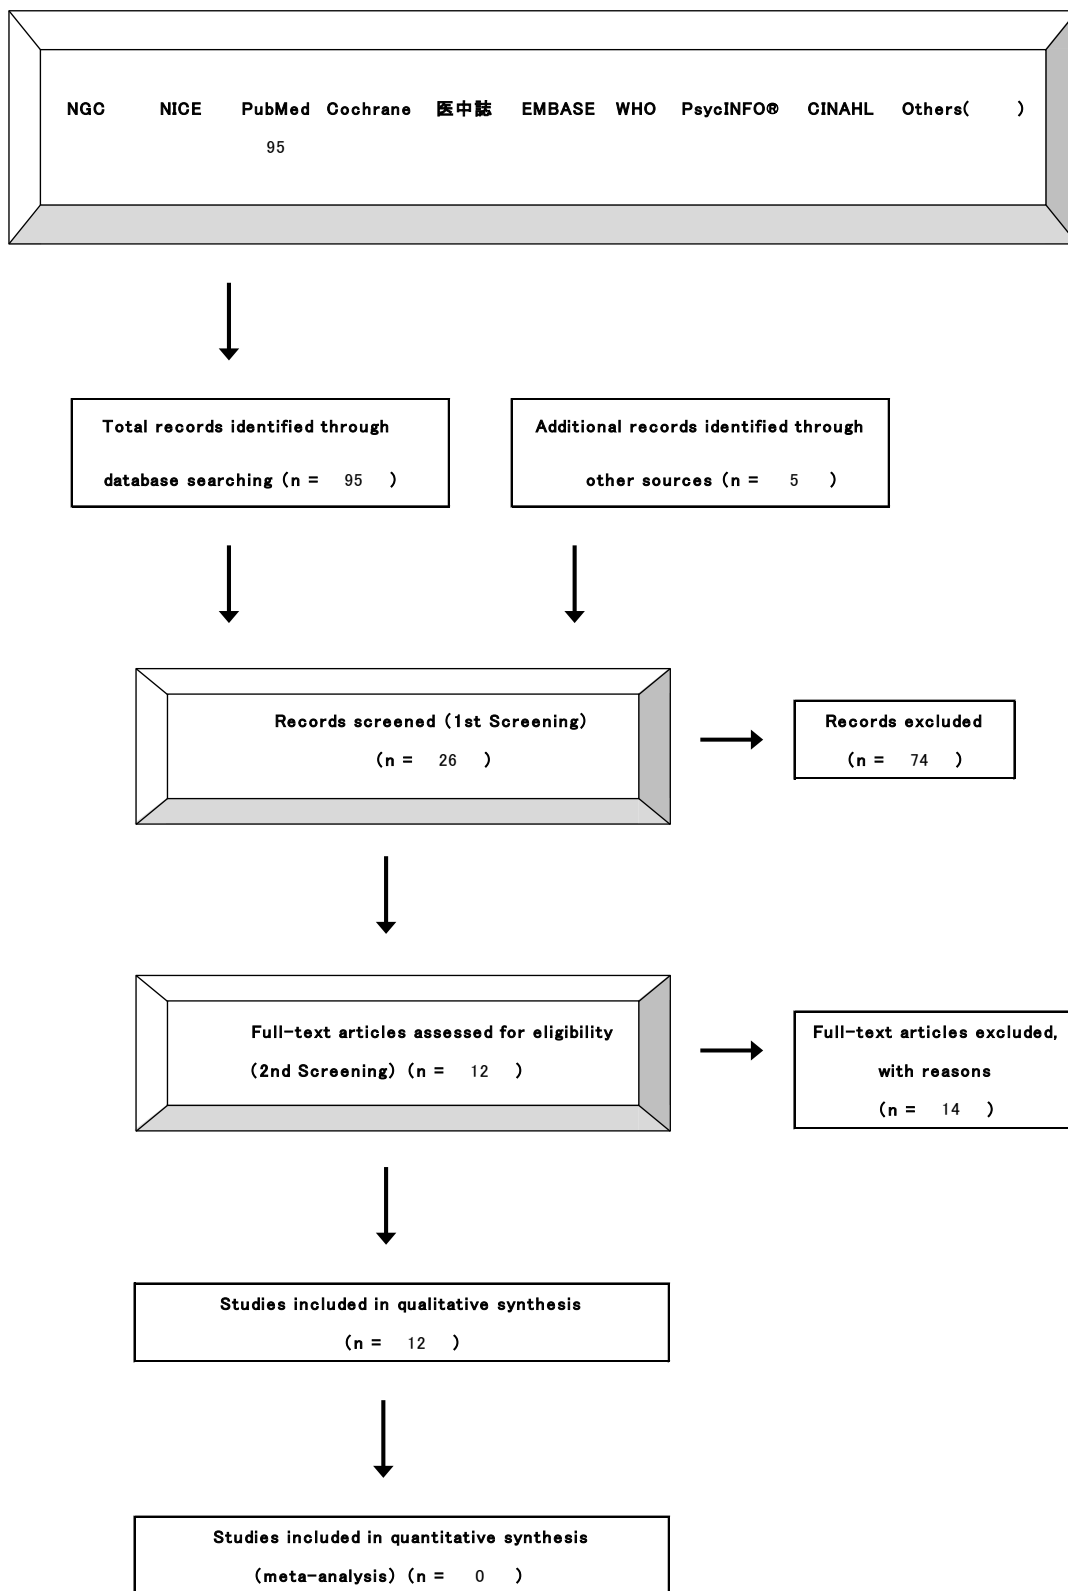 NGC NICE PubMed Cochrane 医中誌 EMBASE WHO PsycINFO® CINAHL Others( )
95
Total records identified through
database searching (n = 95 )
Additional records identified through
other sources (n = 5 )
Records screened (1st Screening)
(n = 26 )
Records excluded
(n = 74 )
Full-text articles assessed for eligibility
(2nd Screening) (n = 12 )
Full-text articles excluded,
with reasons
(n = 14 )
Studies included in qualitative synthesis
(n = 12 )
Studies included in quantitative synthesis
(meta-analysis) (n = 0 )